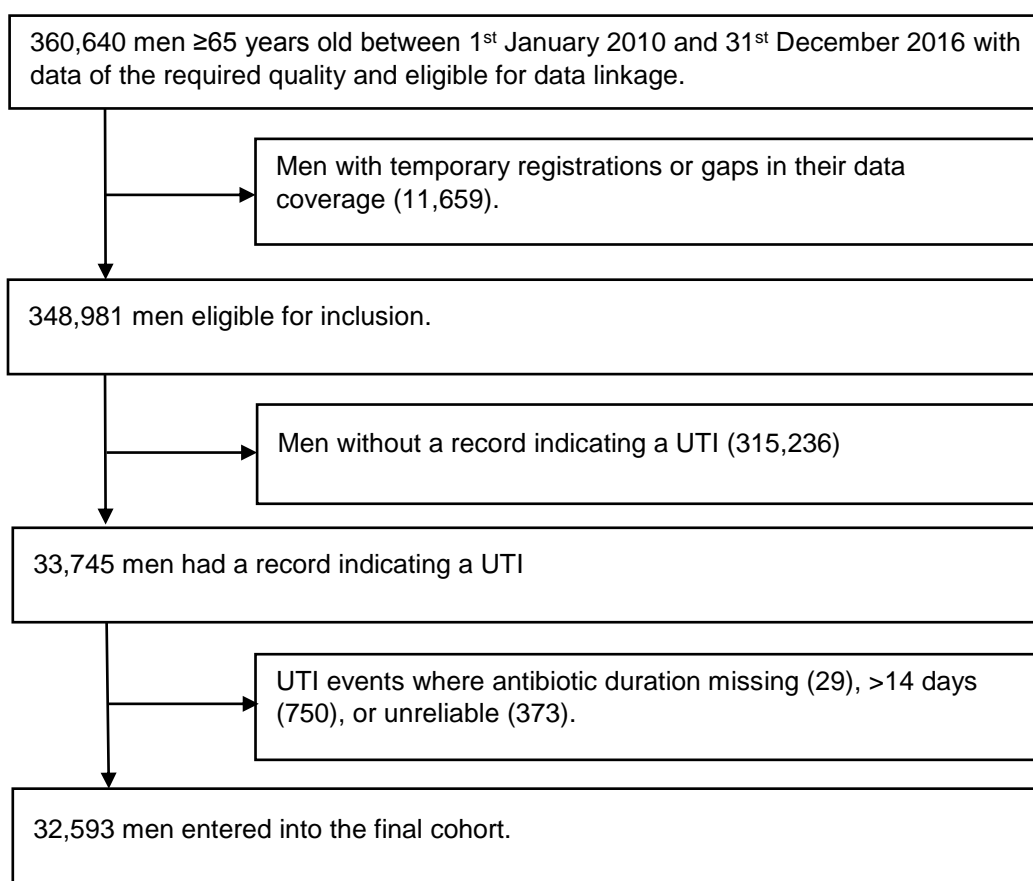 360,640 men ≥65 years old between 1st January 2010 and 31st December 2016 with
data of the required quality and eligible for data linkage.
Men with temporary registrations or gaps in their data
coverage (11,659).
348,981 men eligible for inclusion.
Men without a record indicating a UTI (315,236)
33,745 men had a record indicating a UTI
UTI events where antibiotic duration missing (29), >14 days
(750), or unreliable (373).
32,593 men entered into the final cohort.